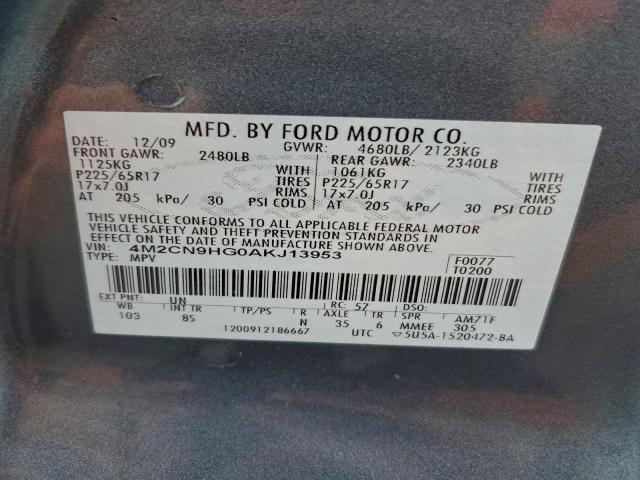 MFD. BY FORD MOTOR CO.
DATE: 12/09 GVWR: 4680LB/ 2123KG
FRONT GAWR: 2480LB REAR GAWR: 2340LB
1125KG WITH 1061KG WITH
P225/65R17 TIRES P225/65R17 TIRES
17x7.0J RIMS 17x7.0J RIMS
AT 205 kPa/ 30 PSI COLD AT 205 kPa/ 30 PSI COLD
THIS VEHICLE CONFORMS TO ALL APPLICABLE FEDERAL MOTOR
VEHICLE SAFETY AND THEFT PREVENTION STANDARDS IN
EFFECT ON THE DATE OF MANUFACTURE SHOWN ABOVE.
VIN: 4M2CN9HG0AKJ13953 F0077
TYPE: MPV T0200
EXT PNT: UN RC: 57 DSO:
WB INT TR TP/PS R AXLE TR SPR AM71F
103 8S N 35 6 MMEE 305
1200912186667 UTC 5U5A-1520472-BA